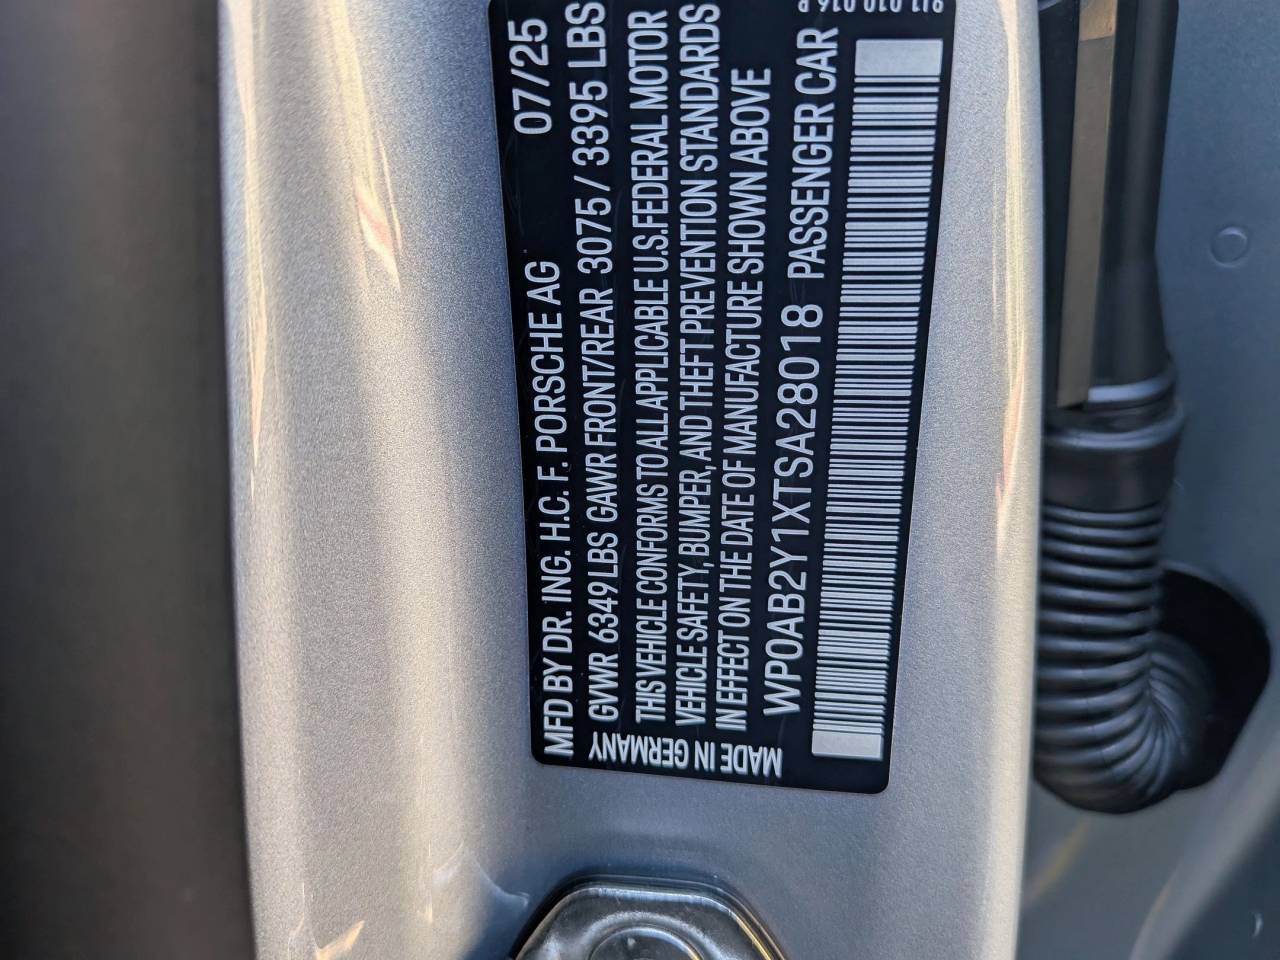 MFD BY DR. ING. H.C. F. PORSCHE AG 07/25
GVWR 6349 LBS GAWR FRONT/REAR 3075 / 3395 LBS
THIS VEHICLE CONFORMS TO ALL APPLICABLE U.S. FEDERAL MOTOR
VEHICLE SAFETY, BUMPER, AND THEFT PREVENTION STANDARDS
IN EFFECT ON THE DATE OF MANUFACTURE SHOWN ABOVE
WP0AB2Y1XTSA28018 PASSENGER CAR
MADE IN GERMANY